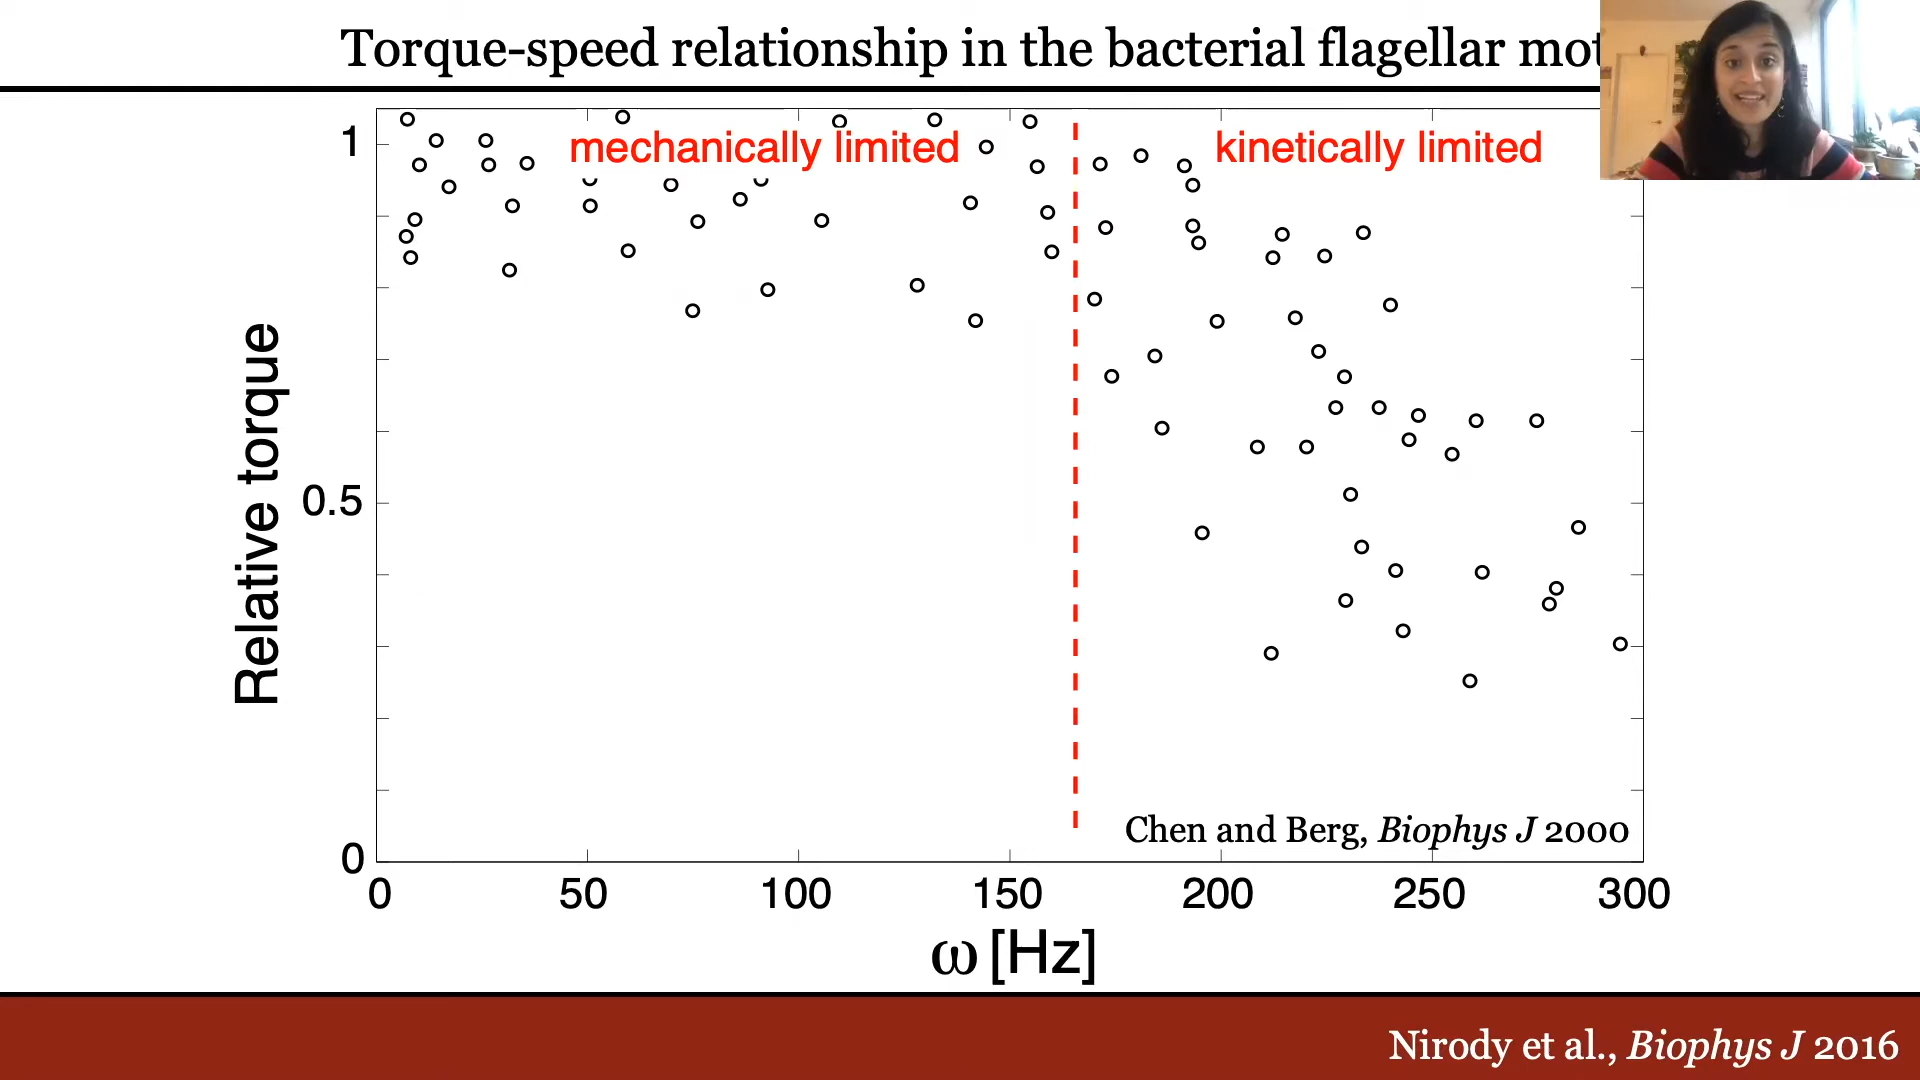 Torque-speed relationship in the bacterial flagellar mot
1
mechanically limited
kinetically limited
Relative torque
0.5
Chen and Berg, Biophys J 2000
0
0 50 100 150 200 250 300
ω [Hz]
Nirody et al., Biophys J 2016